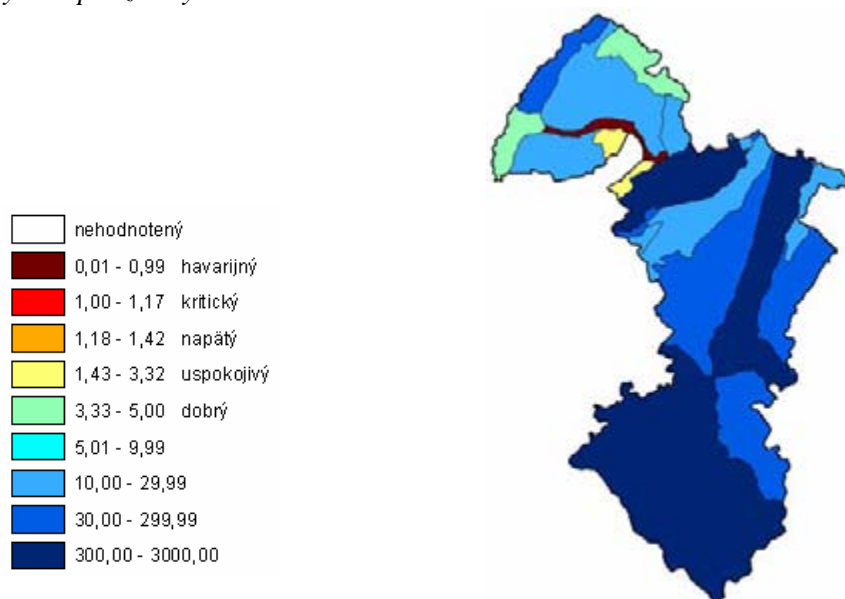 nehodnotený
0,01 - 0,99 havarijný
1,00 - 1,17 kritický
1,18 - 1,42 napätý
1,43 - 3,32 uspokojivý
3,33 - 5,00 dobrý
5,01 - 9,99
10,00 - 29,99
30,00 - 299,99
300,00 - 3000,00